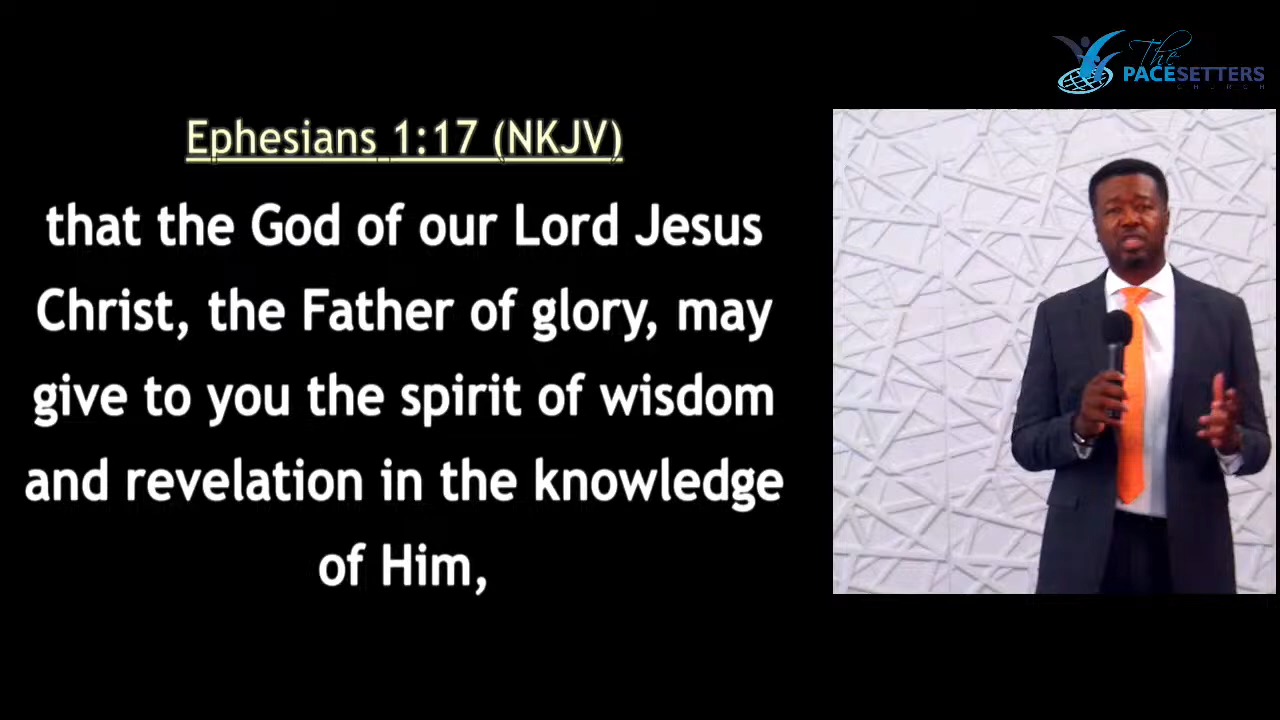 The
PACESETTERS
CHURCH
Ephesians 1:17 (NKJV)
that the God of our Lord Jesus
Christ, the Father of glory, may
give to you the spirit of wisdom
and revelation in the knowledge
of Him,